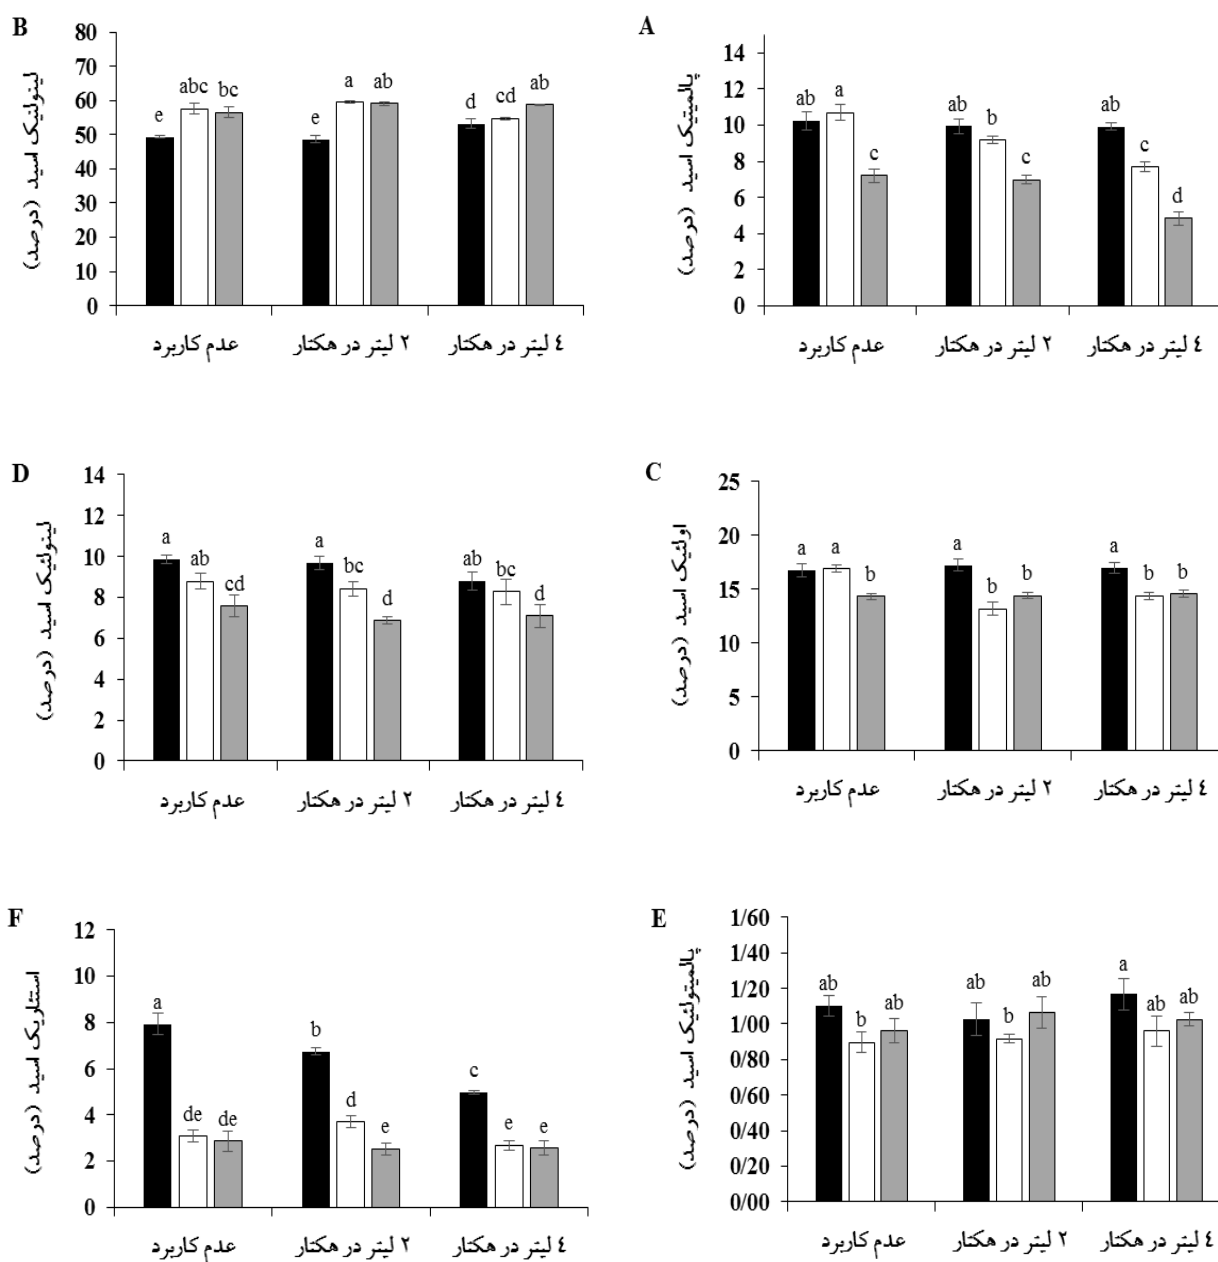 A
پالمیتیک اسید (درصد)
14
12
10
8
6
4
2
0
ab a c
ab b c
ab c d
عدم کاربرد ٢ لیتر در هکتار ٤ لیتر در هکتار
B
لینولئیک اسید (درصد)
80
70
60
50
40
30
20
10
0
e abc bc
e a ab
d cd ab
عدم کاربرد ٢ لیتر در هکتار ٤ لیتر در هکتار
C
اولئیک اسید (درصد)
25
20
15
10
5
0
a a b
a b b
a b b
عدم کاربرد ٢ لیتر در هکتار ٤ لیتر در هکتار
D
لینولئیک اسید (درصد)
14
12
10
8
6
4
2
0
a ab cd
a bc d
ab bc d
عدم کاربرد ٢ لیتر در هکتار ٤ لیتر در هکتار
E
پالمیتولئیک اسید (درصد)
1/60
1/40
1/20
1/00
0/80
0/60
0/40
0/20
0/00
ab b ab
ab b ab
a ab ab
عدم کاربرد ٢ لیتر در هکتار ٤ لیتر در هکتار
F
استئاریک اسید (درصد)
12
10
8
6
4
2
0
a de de
b d e
c e e
عدم کاربرد ٢ لیتر در هکتار ٤ لیتر در هکتار